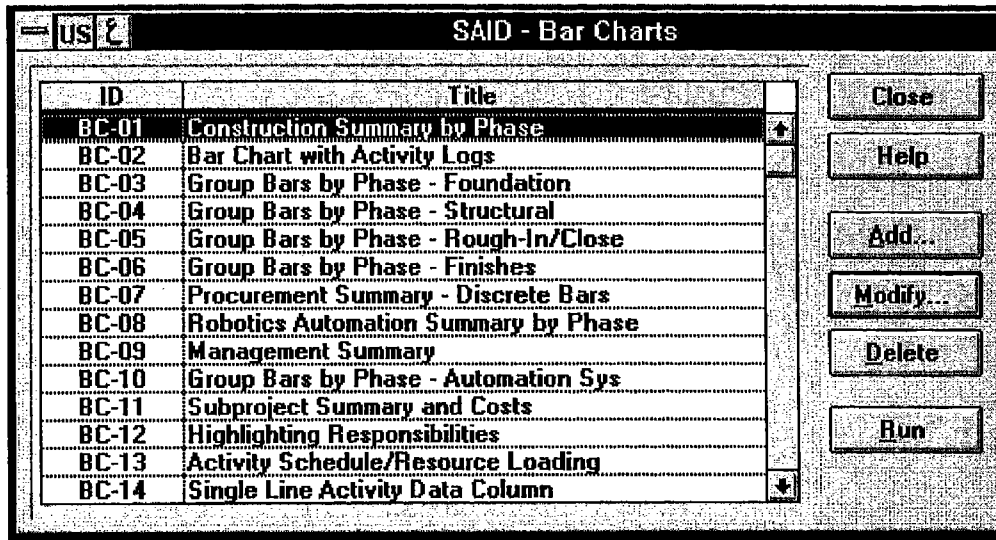 US SAID - Bar Charts
ID Title
BC-01 Construction Summary by Phase
BC-02 Bar Chart with Activity Logs
BC-03 Group Bars by Phase - Foundation
BC-04 Group Bars by Phase - Structural
BC-05 Group Bars by Phase - Rough-In/Close
BC-06 Group Bars by Phase - Finishes
BC-07 Procurement Summary - Discrete Bars
BC-08 Robotics Automation Summary by Phase
BC-09 Management Summary
BC-10 Group Bars by Phase - Automation Sys
BC-11 Subproject Summary and Costs
BC-12 Highlighting Responsibilities
BC-13 Activity Schedule/Resource Loading
BC-14 Single Line Activity Data Column
Close
Help
Add...
Modify...
Delete
Run